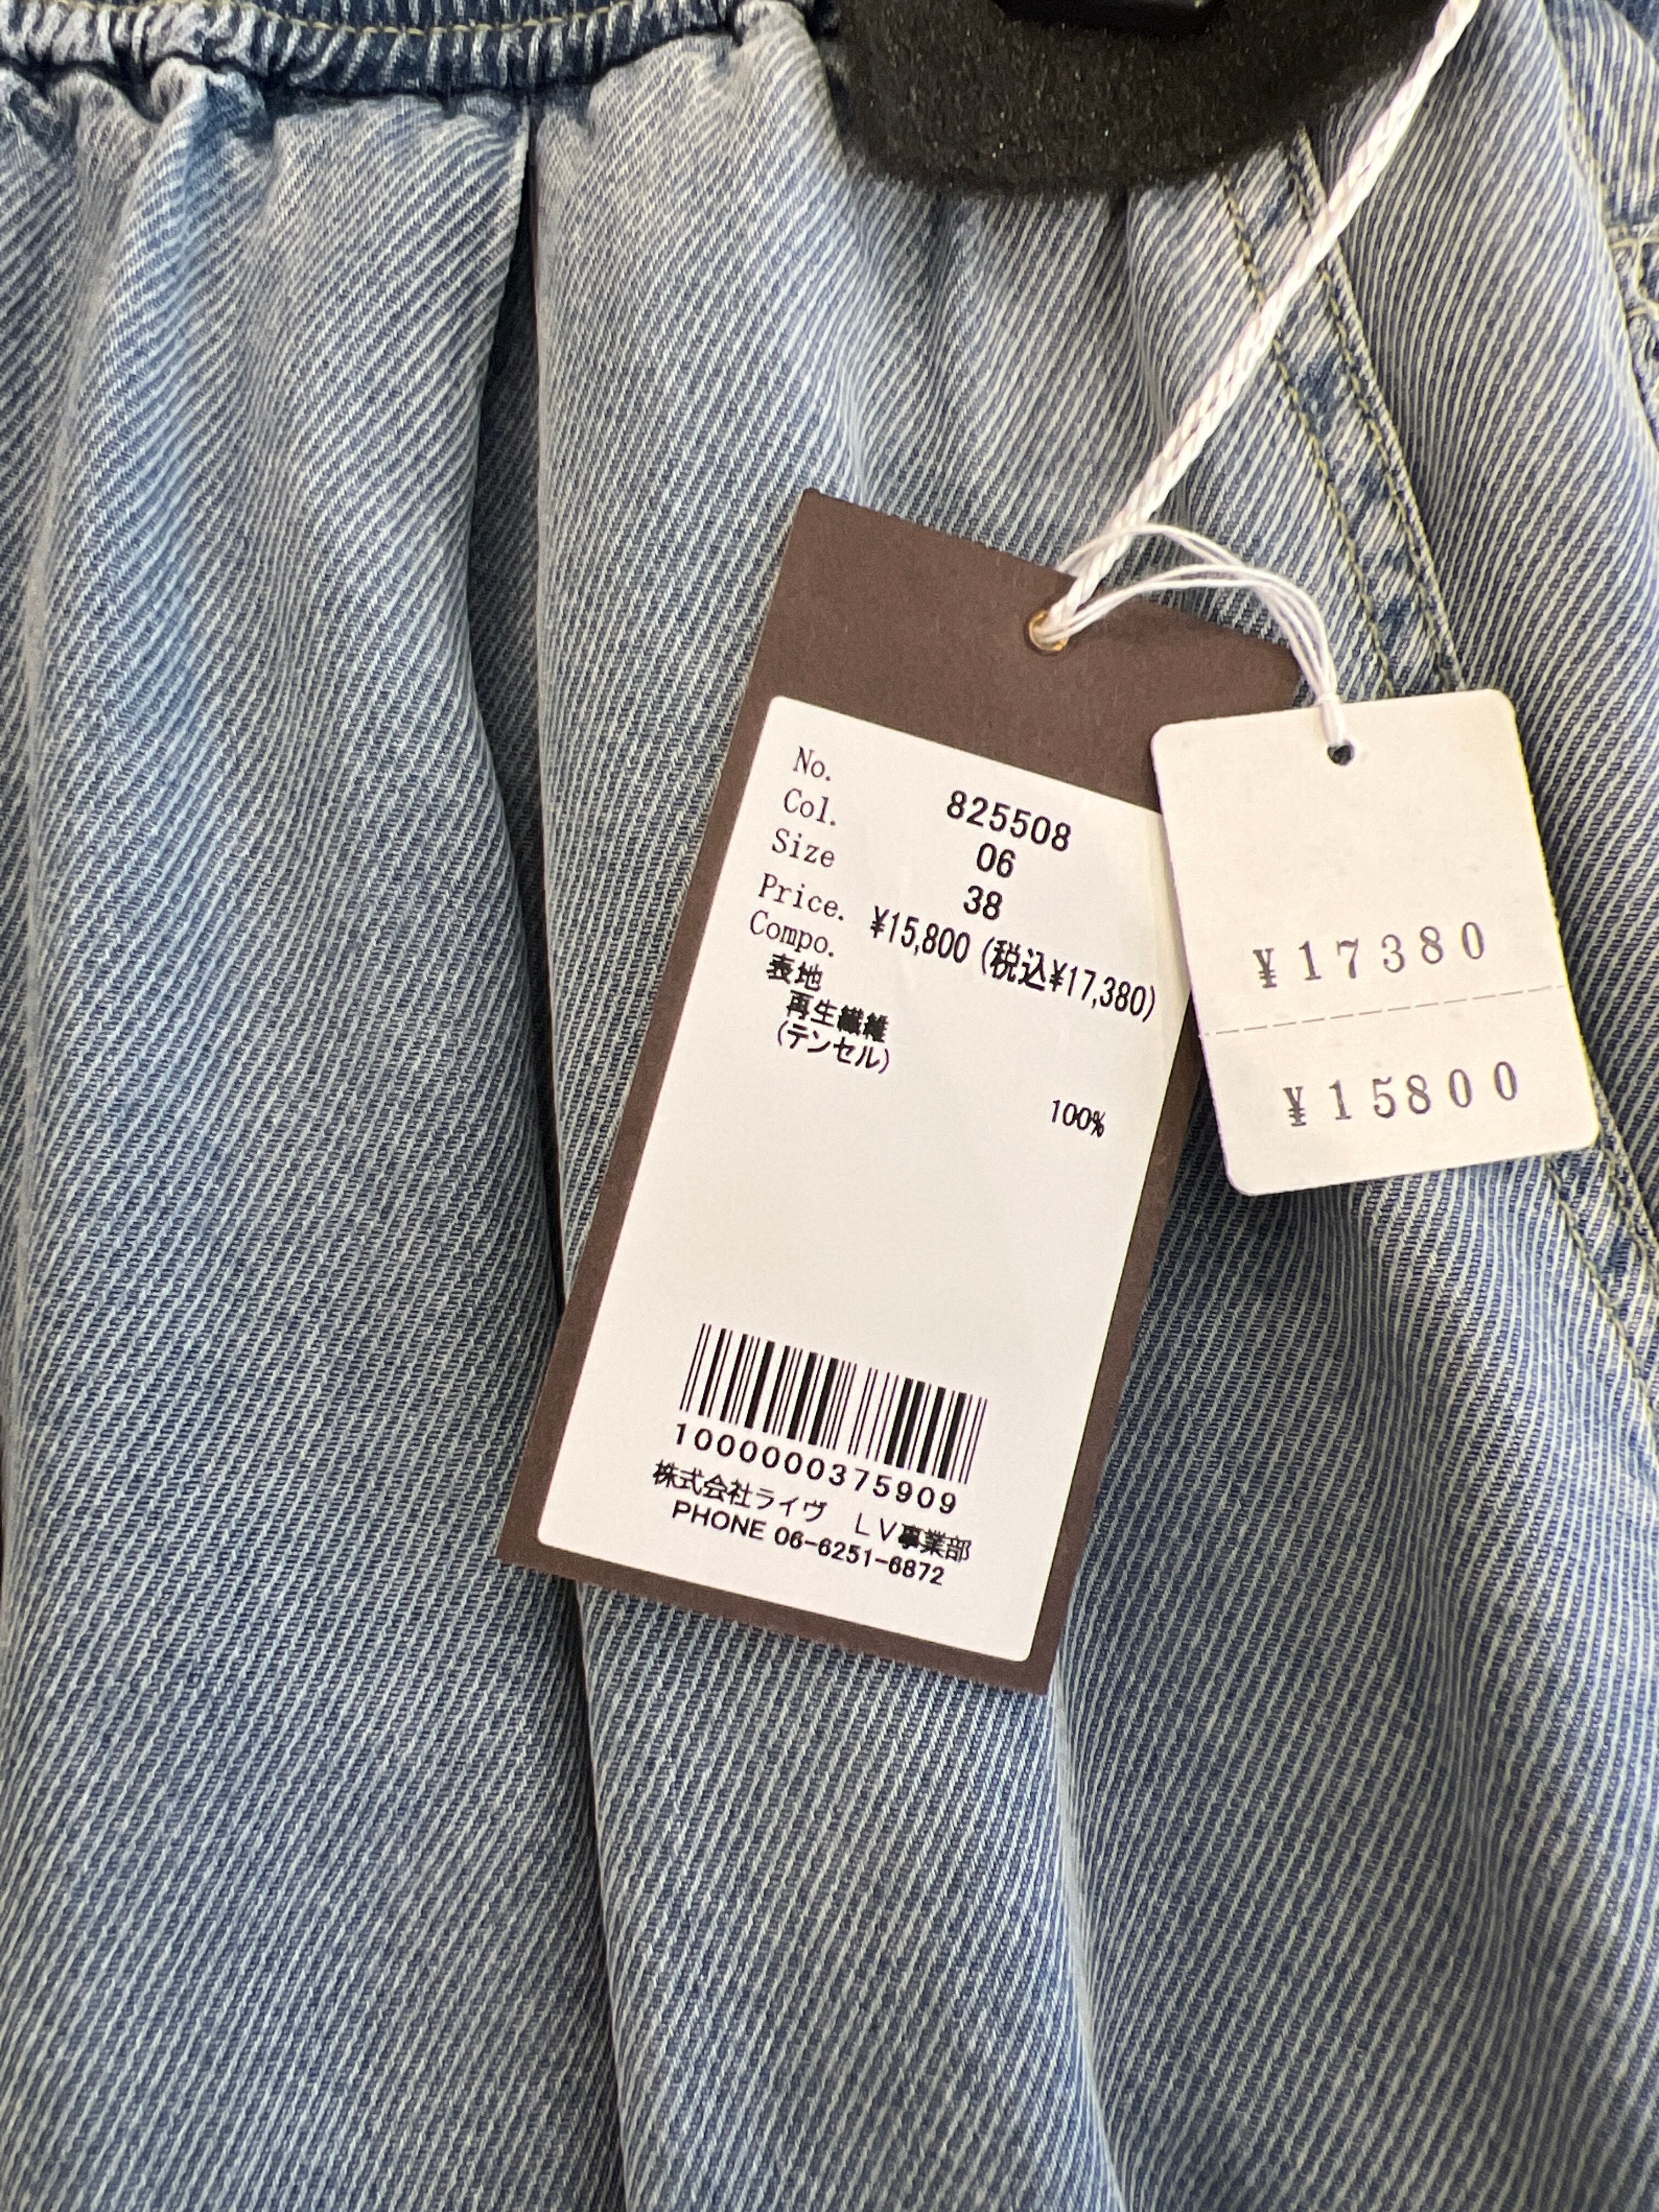 No. 825508
Col. 06
Size 38
Price. ¥15,800 (税込¥17,380)
Compo.
表地
再生繊維
(テンセル)
100%
1000000375909
株式会社ライヴ　ＬＶ事業部
PHONE 06-6251-6872
¥17380
¥15800